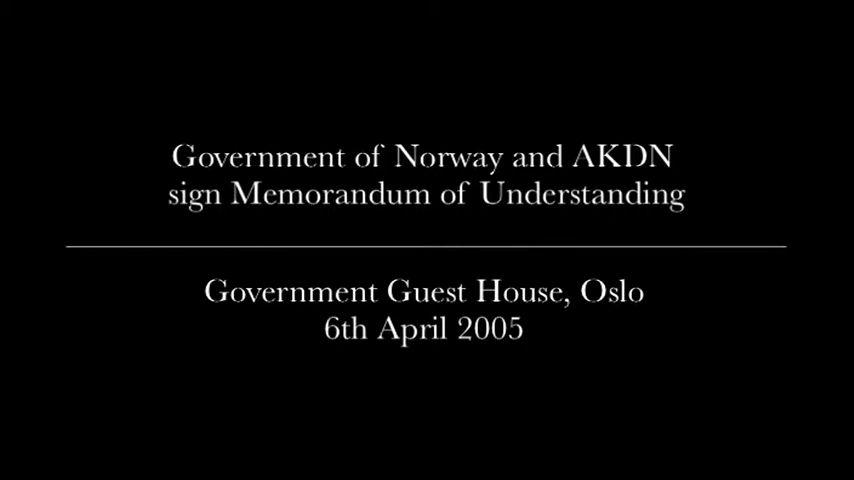 Government of Norway and AKDN
sign Memorandum of Understanding
Government Guest House, Oslo
6th April 2005